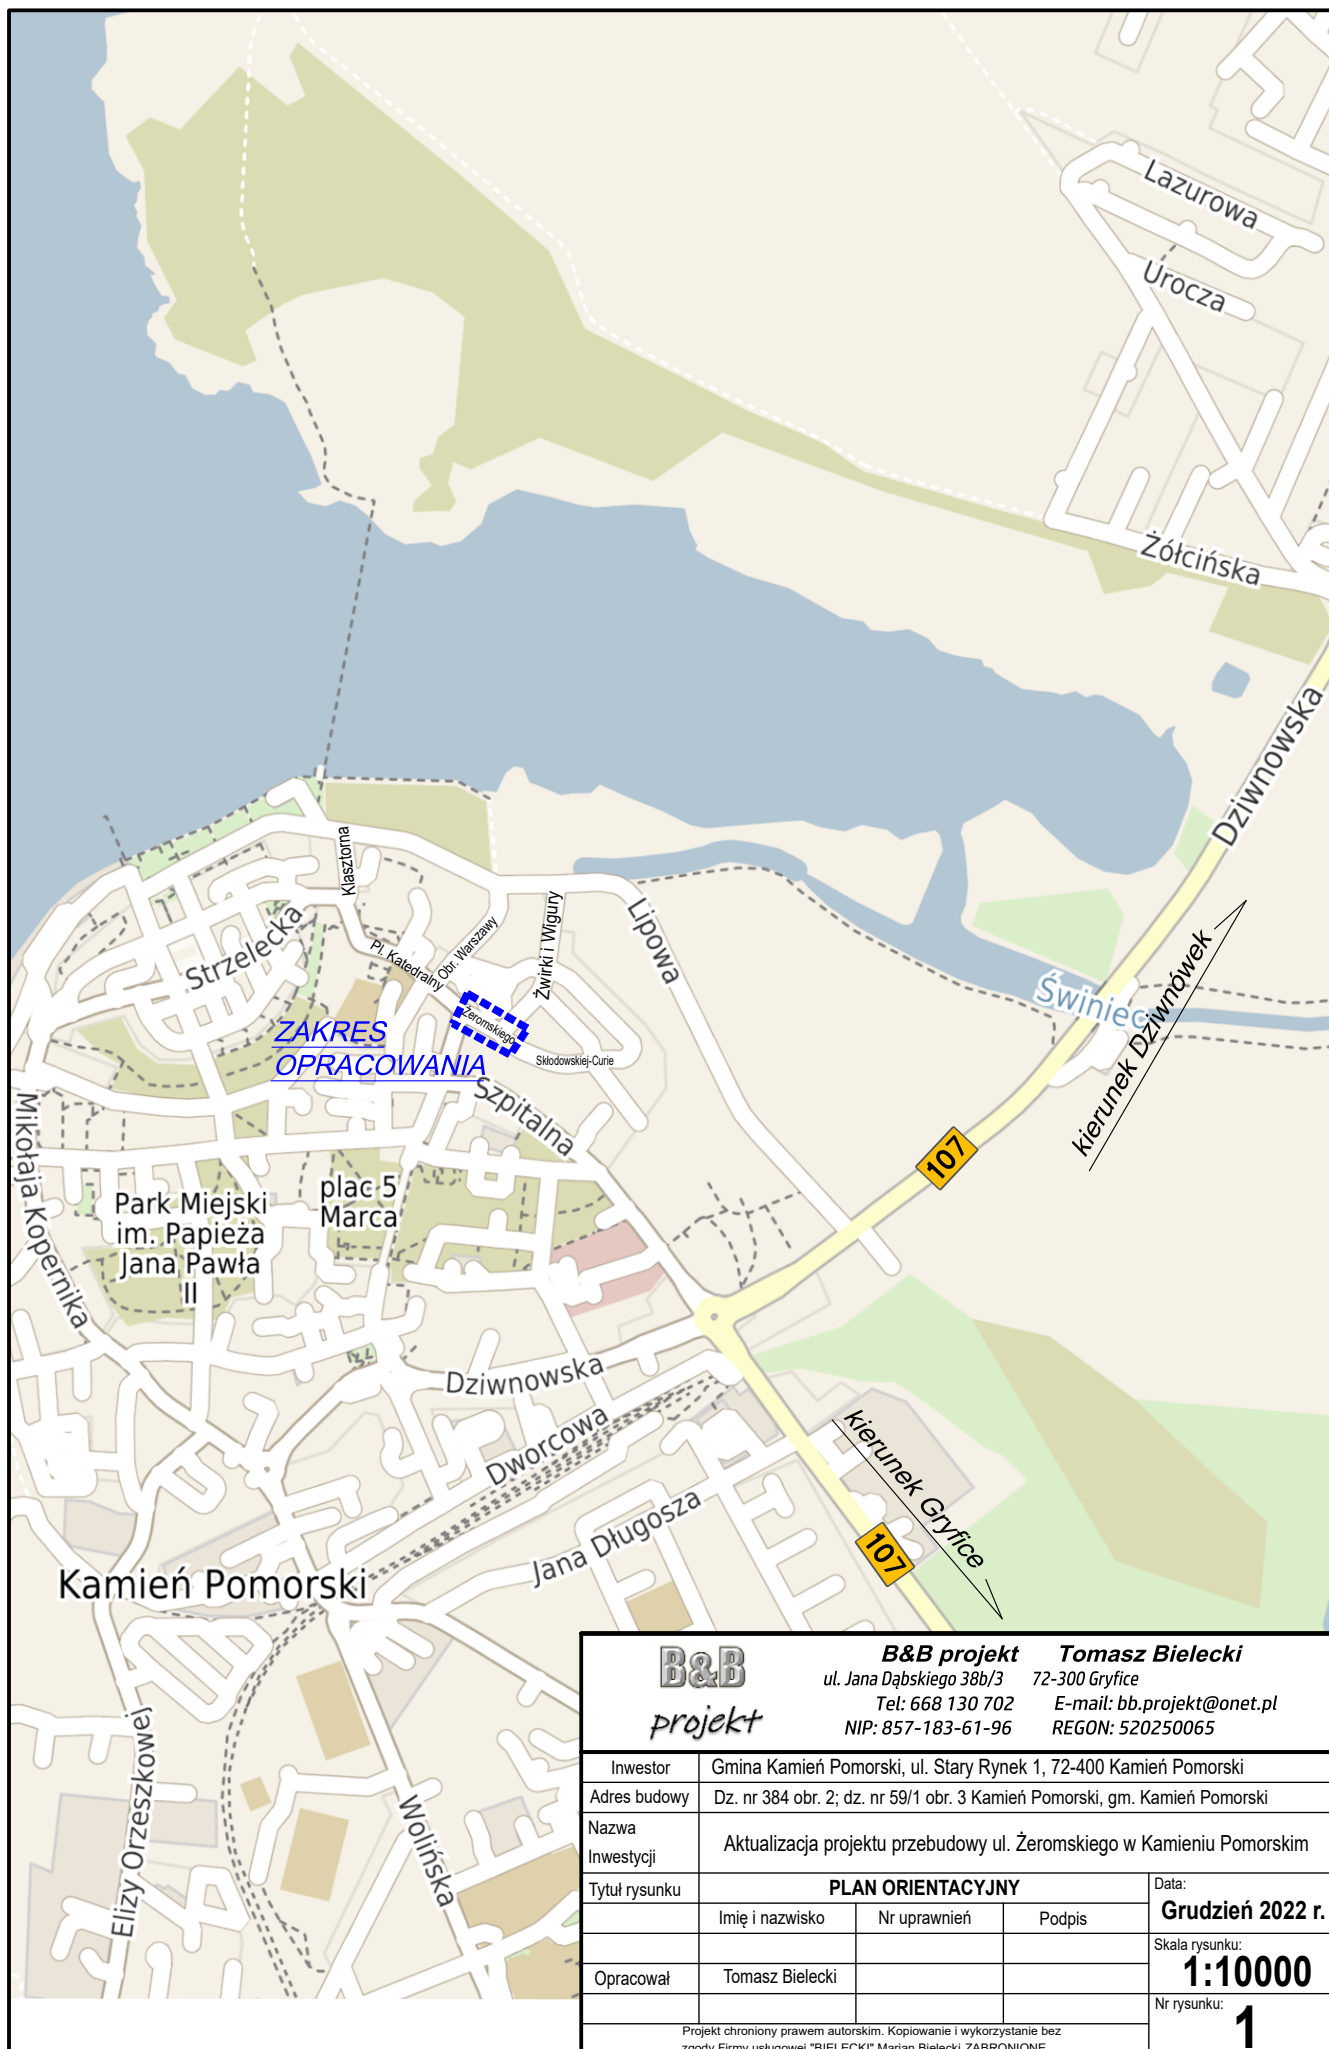 Lazurowa
Urocza
Żółcińska
Dziwnowska
Klasztorna
Strzelecka
Pl. Katedralny
Obr. Warszawy
Żwirki i Wigury
Lipowa
Świniec
kierunek Dziwnówek
ZAKRES
OPRACOWANIA
Żeromskiego
Skłodowskiej-Curie
Szpitalna
107
Mikołaja Kopernika
Park Miejski
im. Papieża
Jana Pawła
II
plac 5
Marca
Dziwnowska
Dworcowa
kierunek Gryfice
107
Jana Długosza
Kamień Pomorski
Elizy Orzeszkowej
Wolińska
B&B
projekt
B&B projekt Tomasz Bielecki
ul. Jana Dąbskiego 38b/3 72-300 Gryfice
Tel: 668 130 702 E-mail: bb.projekt@onet.pl
NIP: 857-183-61-96 REGON: 520250065
Inwestor Gmina Kamień Pomorski, ul. Stary Rynek 1, 72-400 Kamień Pomorski
Adres budowy Dz. nr 384 obr. 2; dz. nr 59/1 obr. 3 Kamień Pomorski, gm. Kamień Pomorski
Nazwa
Inwestycji
Aktualizacja projektu przebudowy ul. Żeromskiego w Kamieniu Pomorskim
Tytuł rysunku PLAN ORIENTACYJNY
Data:
Grudzień 2022 r.
Imię i nazwisko Nr uprawnień Podpis
Skala rysunku:
1:10000
Opracował Tomasz Bielecki
Nr rysunku:
1
Projekt chroniony prawem autorskim. Kopiowanie i wykorzystanie bez
zgody Firmy usługowej "BIELECKI" Marian Bielecki ZABRONIONE